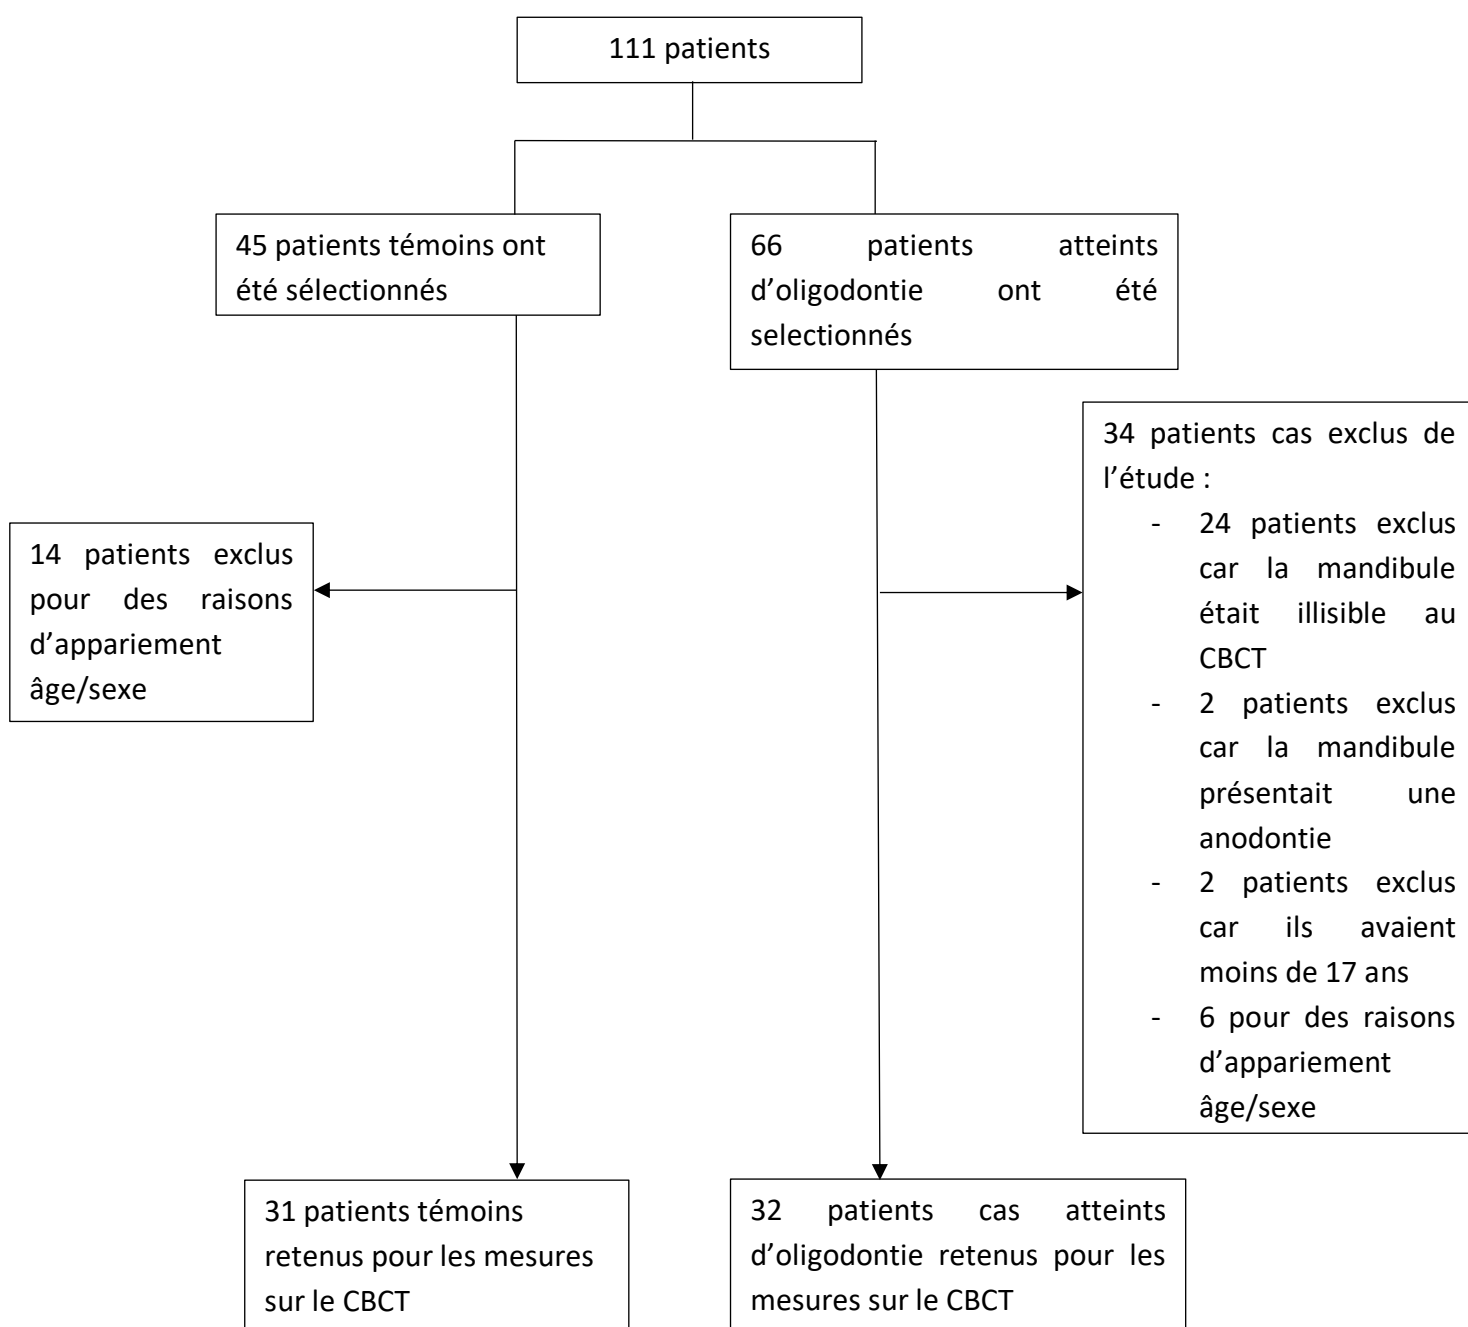 111 patients
45 patients témoins ont
été sélectionnés
66 patients atteints
d’oligodontie ont été
selectionnés
34 patients cas exclus de
l’étude :
- 24 patients exclus
car la mandibule
était illisible au
CBCT
- 2 patients exclus
car la mandibule
présentait une
anodontie
- 2 patients exclus
car ils avaient
moins de 17 ans
- 6 pour des raisons
d’appariement
âge/sexe
14 patients exclus
pour des raisons
d’appariement
âge/sexe
31 patients témoins
retenus pour les mesures
sur le CBCT
32 patients cas atteints
d’oligodontie retenus pour les
mesures sur le CBCT